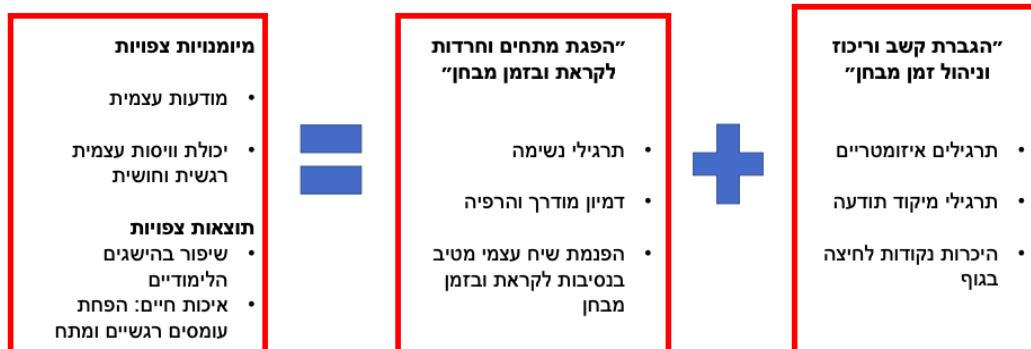 ״הגברת קשב וריכוז
וניהול זמן מבחן״
• תרגילים איזומטריים
• תרגילי מיקוד תודעה
• היכרות נקודות לחיצה
בגוף
״הפגת מתחים וחרדות
לקראת ובזמן מבחן״
• תרגילי נשימה
• דמיון מודרך והרפיה
• הפנמת שיח עצמי מטיב
בנסיבות לקראת ובזמן
מבחן
מיומנויות צפויות
• מודעות עצמית
• יכולת וויסות עצמית
רגשית וחושית
תוצאות צפויות
• שיפור בהישגים
הלימודיים
• איכות חיים: הפחת
עומסים רגשיים ומתח